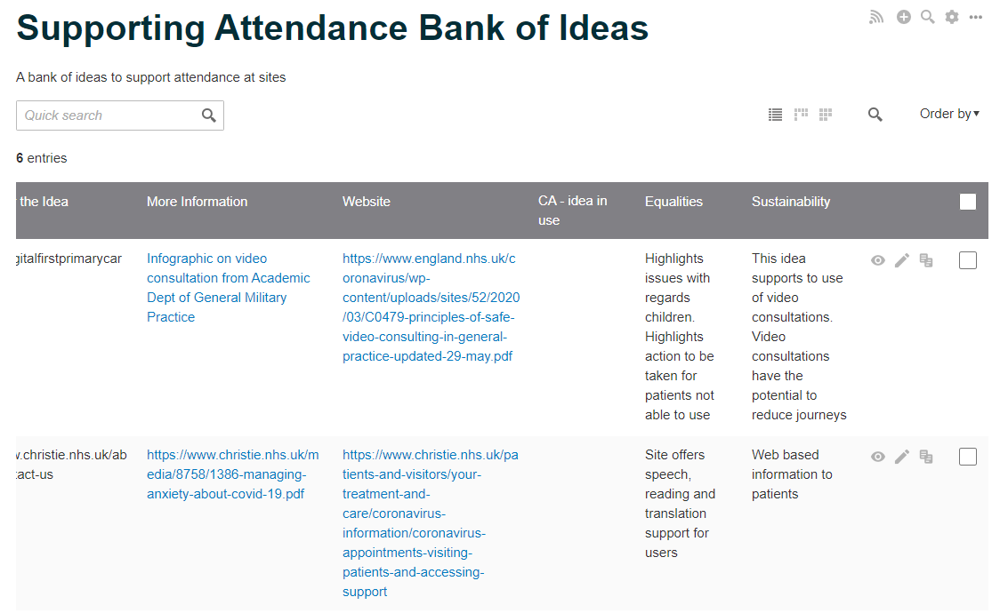 Supporting Attendance Bank of Ideas
A bank of ideas to support attendance at sites
Quick search
Order by
6 entries
the Idea
More Information
Website
CA - idea in
use
Equalities
Sustainability
gitalfirstprimarycar
Infographic on video
consultation from Academic
Dept of General Military
Practice
https://www.england.nhs.uk/c
oronavirus/wp-
content/uploads/sites/52/2020
/03/C0479-principles-of-safe-
video-consulting-in-general-
practice-updated-29-may.pdf
Highlights
issues with
regards
children.
Highlights
action to be
taken for
patients not
able to use
This idea
supports to use
of video
consultations.
Video
consultations
have the
potential to
reduce journeys
.christie.nhs.uk/ab
tact-us
https://www.christie.nhs.uk/m
edia/8758/1386-managing-
anxiety-about-covid-19.pdf
https://www.christie.nhs.uk/pa
tients-and-visitors/your-
treatment-and-
care/coronavirus-
information/coronavirus-
appointments-visiting-
patients-and-accessing-
support
Site offers
speech,
reading and
translation
support for
users
Web based
information to
patients